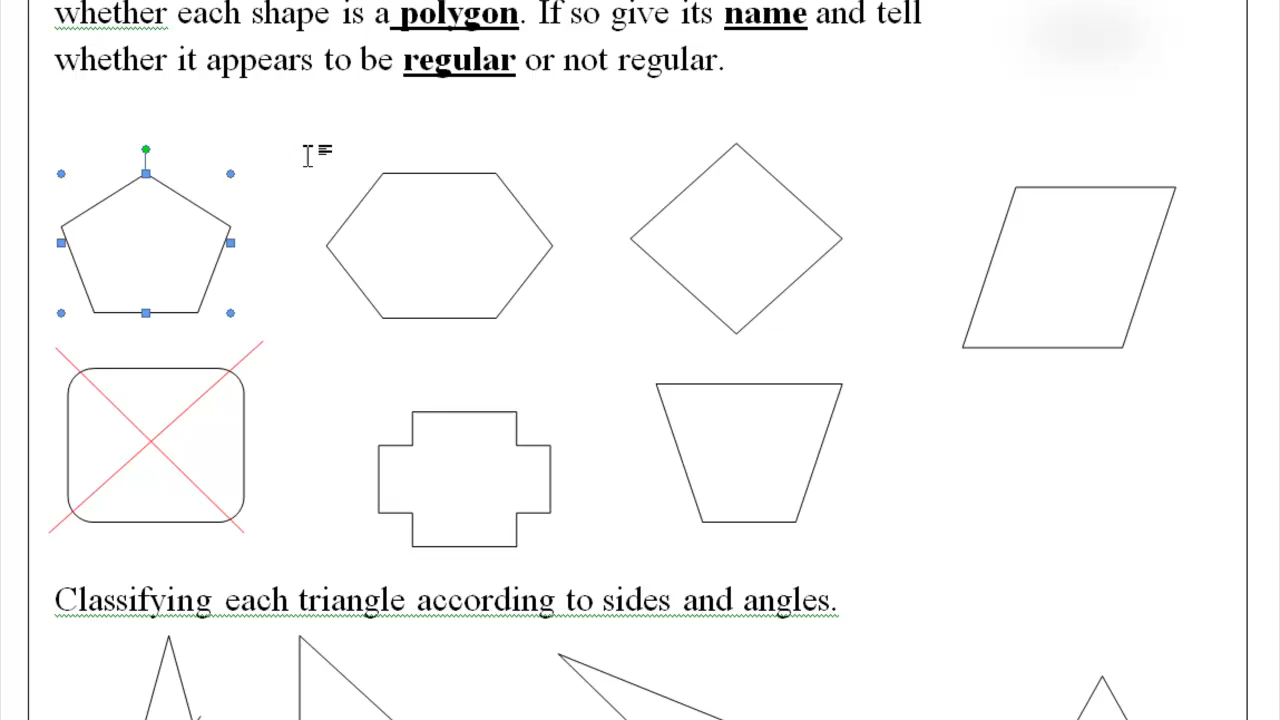 whether each shape is a polygon. If so give its name and tell
whether it appears to be regular or not regular.
Classifying each triangle according to sides and angles.